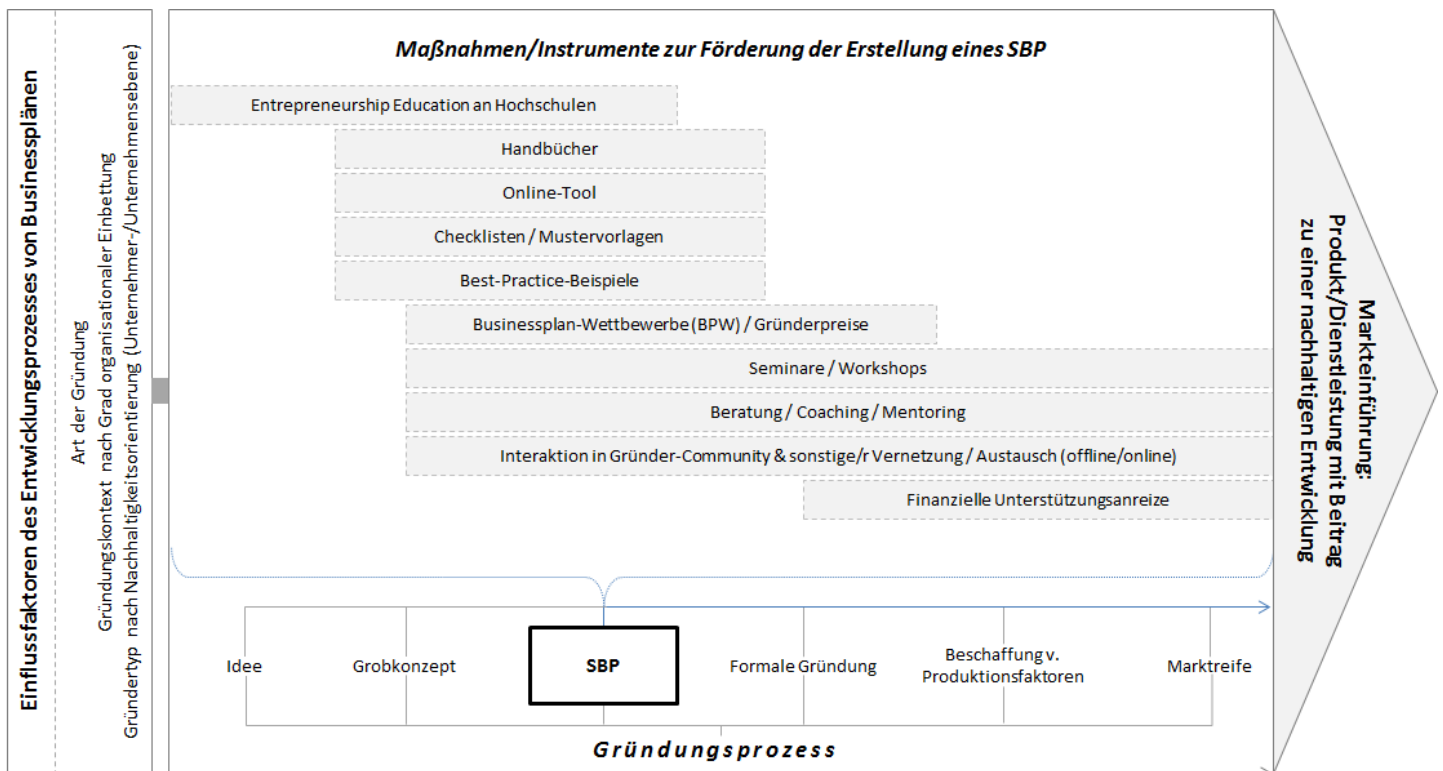 Einflussfaktoren des Entwicklungsprozesses von Businessplänen
Art der Gründung
Gründungskontext nach Grad organisationaler Einbettung
Gründertyp nach Nachhaltigkeitsorientierung (Unternehmer-/Unternehmensebene)
Maßnahmen/Instrumente zur Förderung der Erstellung eines SBP
Entrepreneurship Education an Hochschulen
Handbücher
Online-Tool
Checklisten / Mustervorlagen
Best-Practice-Beispiele
Businessplan-Wettbewerbe (BPW) / Gründerpreise
Seminare / Workshops
Beratung / Coaching / Mentoring
Interaktion in Gründer-Community & sonstige/r Vernetzung / Austausch (offline/online)
Finanzielle Unterstützungsanreize
Idee
Grobkonzept
SBP
Formale Gründung
Beschaffung v.
Produktionsfaktoren
Marktreife
Gründungsprozess
Markteinführung:
Produkt/Dienstleistung mit Beitrag
zu einer nachhaltigen Entwicklung